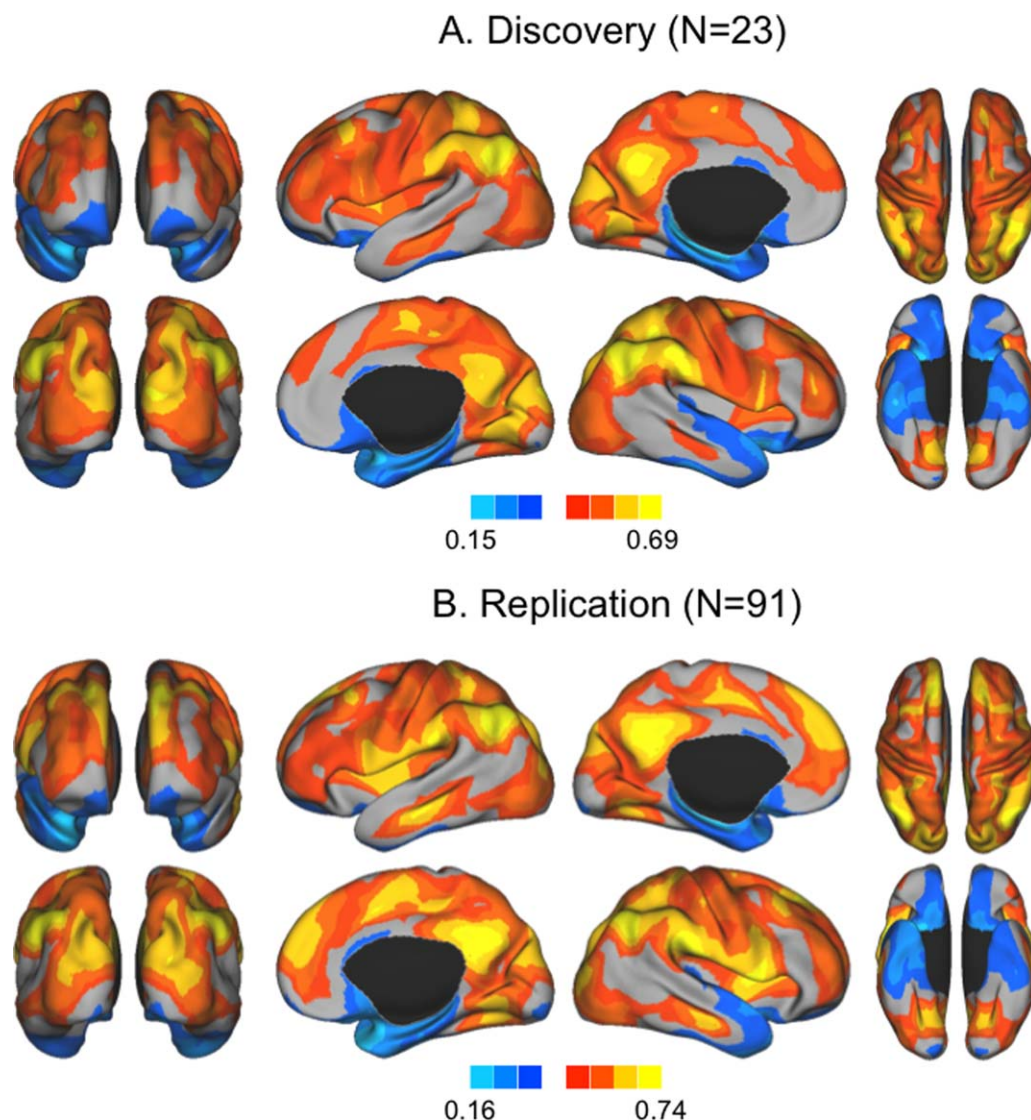 A. Discovery (N=23)
0.15 0.69
B. Replication (N=91)
0.16 0.74